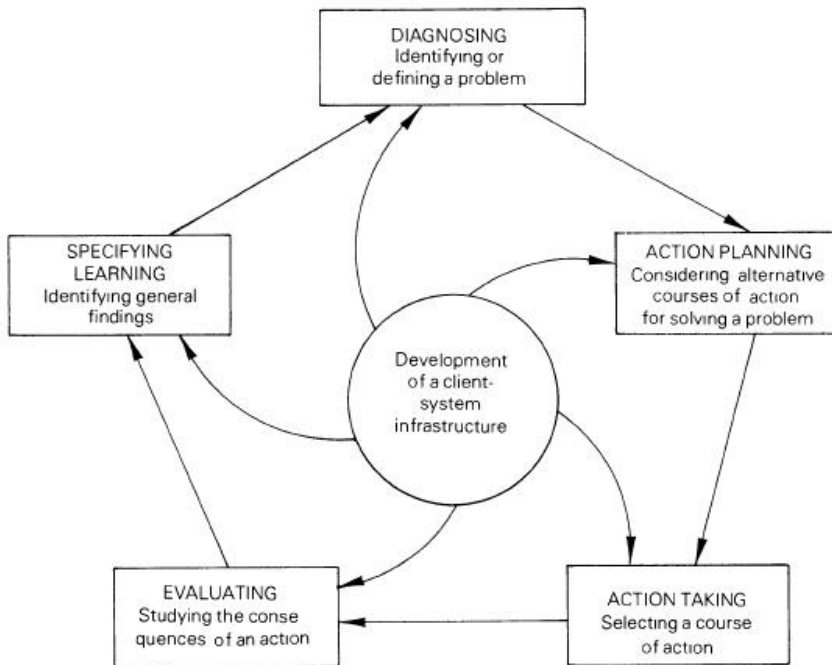 DIAGNOSING
Identifying or
defining a problem
SPECIFYING
LEARNING
Identifying general
findings
ACTION PLANNING
Considering alternative
courses of action
for solving a problem
Development
of a client-
system
infrastructure
EVALUATING
Studying the conse
quences of an action
ACTION TAKING
Selecting a course
of action